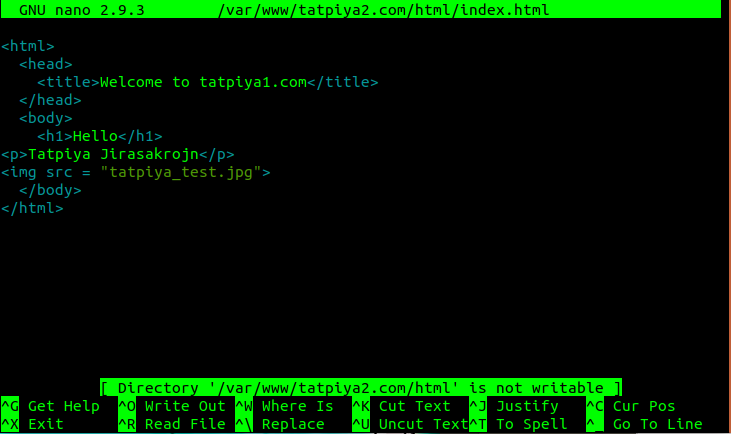 GNU nano 2.9.3 /var/www/tatpiya2.com/html/index.html
<html>
<head>
<title>Welcome to tatpiya1.com</title>
</head>
<body>
<h1>Hello</h1>
<p>Tatpiya Jirasakrojn</p>
<img src = "tatpiya_test.jpg">
</body>
</html>
[ Directory '/var/www/tatpiya2.com/html' is not writable ]
^G Get Help ^O Write Out ^W Where Is ^K Cut Text ^J Justify ^C Cur Pos
^X Exit ^R Read File ^\ Replace ^U Uncut Text ^T To Spell ^_ Go To Line